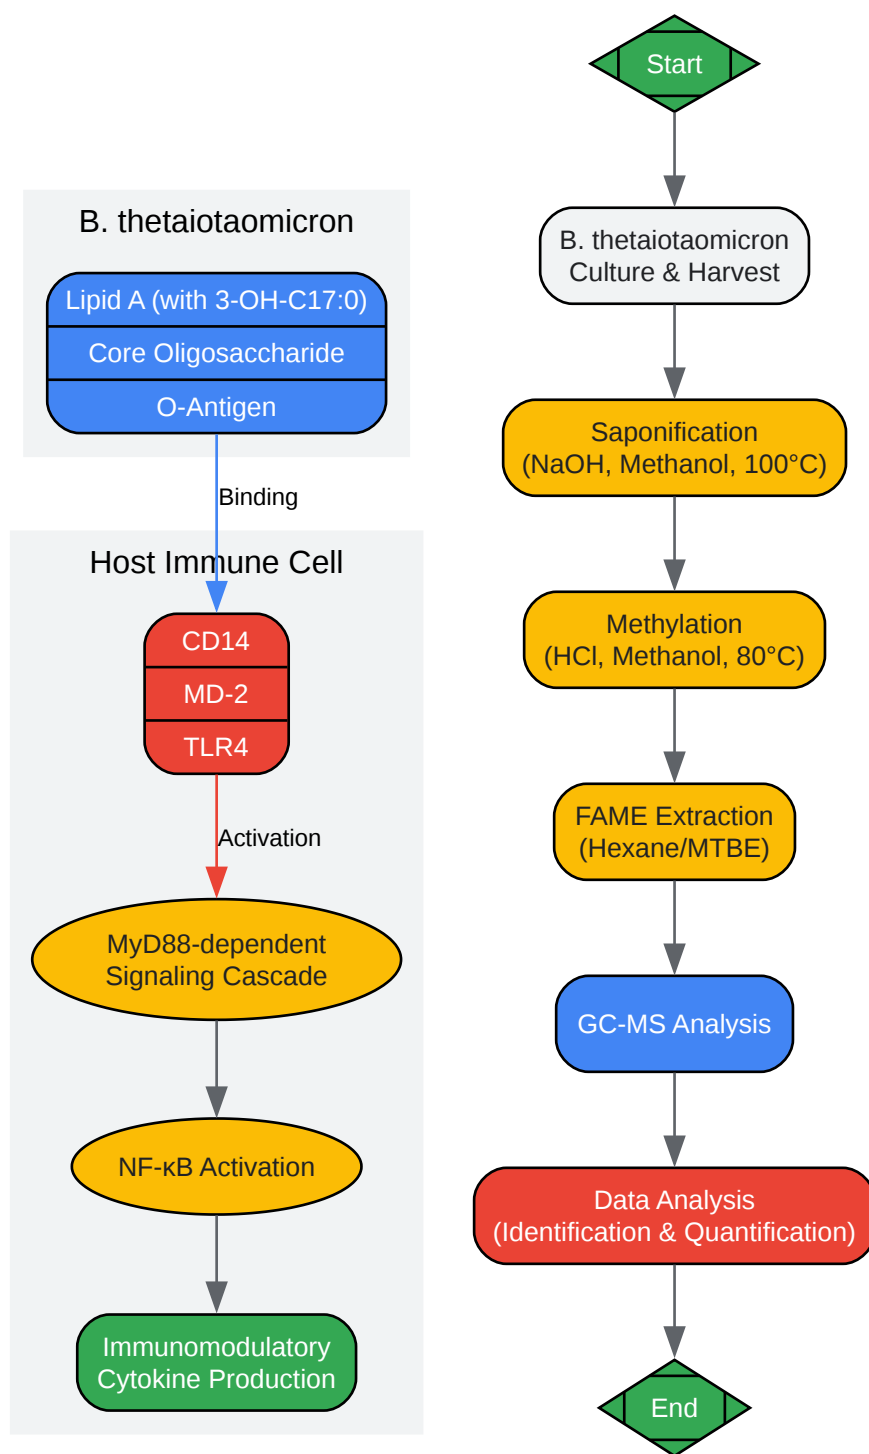 B. thetaiotaomicron
Lipid A (with 3-OH-C17:0)
Core Oligosaccharide
O-Antigen
Binding
Host Immune Cell
CD14
MD-2
TLR4
Activation
MyD88-dependent
Signaling Cascade
NF-κB Activation
Immunomodulatory
Cytokine Production
Start
B. thetaiotaomicron
Culture & Harvest
Saponification
(NaOH, Methanol, 100°C)
Methylation
(HCl, Methanol, 80°C)
FAME Extraction
(Hexane/MTBE)
GC-MS Analysis
Data Analysis
(Identification & Quantification)
End